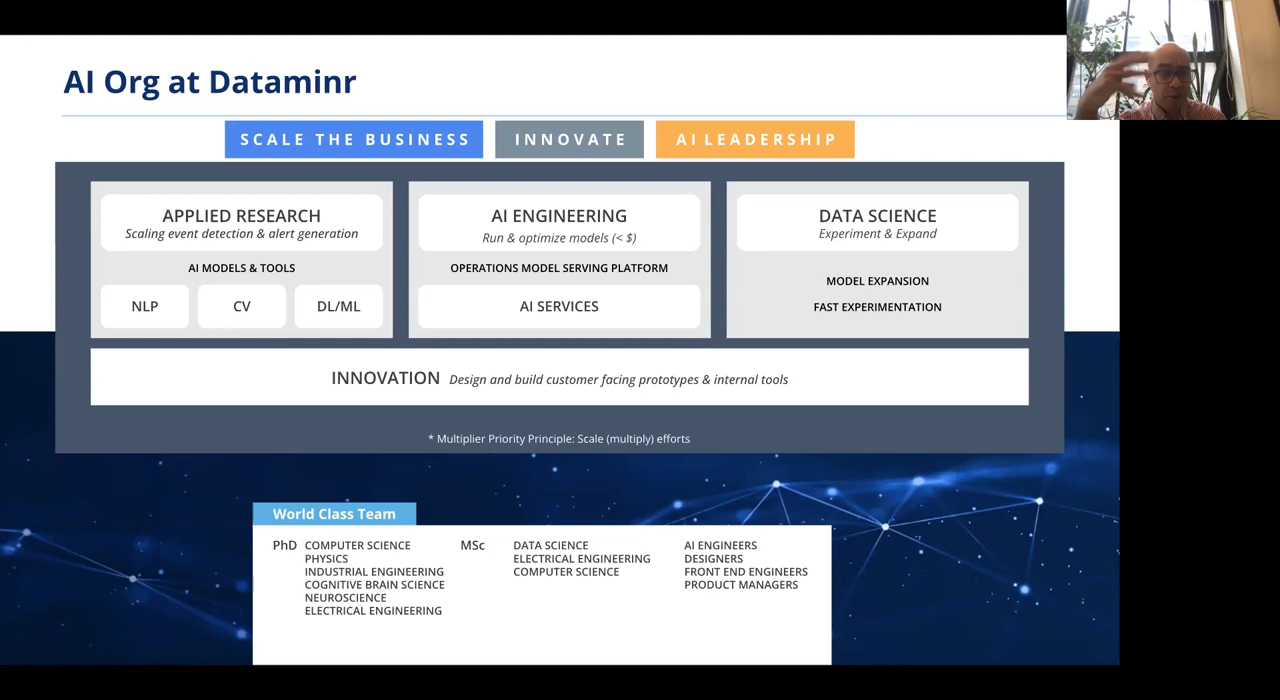 AI Org at Dataminr
SCALE THE BUSINESS
INNOVATE
AI LEADERSHIP
APPLIED RESEARCH
Scaling event detection & alert generation
AI MODELS & TOOLS
NLP
CV
DL/ML
AI ENGINEERING
Run & optimize models (< $)
OPERATIONS MODEL SERVING PLATFORM
AI SERVICES
DATA SCIENCE
Experiment & Expand
MODEL EXPANSION
FAST EXPERIMENTATION
INNOVATION Design and build customer facing prototypes & internal tools
* Multiplier Priority Principle: Scale (multiply) efforts
World Class Team
PhD COMPUTER SCIENCE
PHYSICS
INDUSTRIAL ENGINEERING
COGNITIVE BRAIN SCIENCE
NEUROSCIENCE
ELECTRICAL ENGINEERING
MSc DATA SCIENCE
ELECTRICAL ENGINEERING
COMPUTER SCIENCE
AI ENGINEERS
DESIGNERS
FRONT END ENGINEERS
PRODUCT MANAGERS